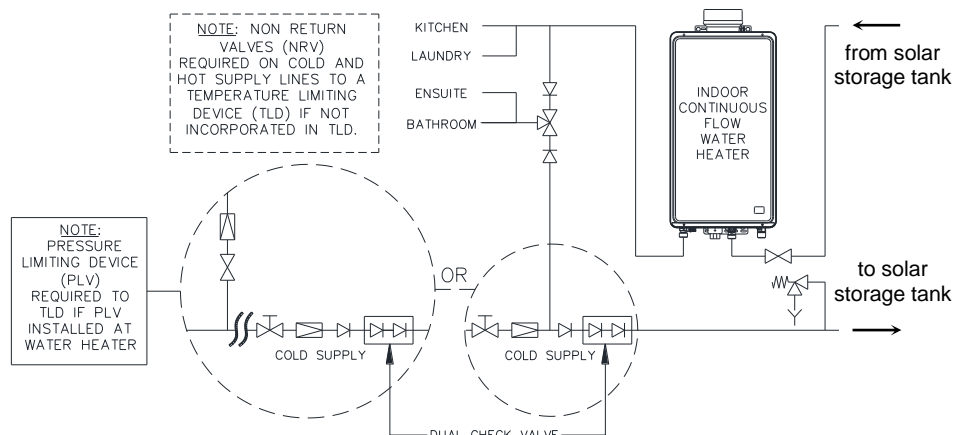 NOTE: NON RETURN
VALVES (NRV)
REQUIRED ON COLD AND
HOT SUPPLY LINES TO A
TEMPERATURE LIMITING
DEVICE (TLD) IF NOT
INCORPORATED IN TLD.
KITCHEN
LAUNDRY
ENSUITE
BATHROOM
INDOOR
CONTINUOUS
FLOW
WATER
HEATER
from solar
storage tank
NOTE:
PRESSURE
LIMITING DEVICE
(PLV)
REQUIRED TO
TLD IF PLV
INSTALLED AT
WATER HEATER
OR
to solar
storage tank
COLD SUPPLY
COLD SUPPLY
DUAL CHECK VALVE